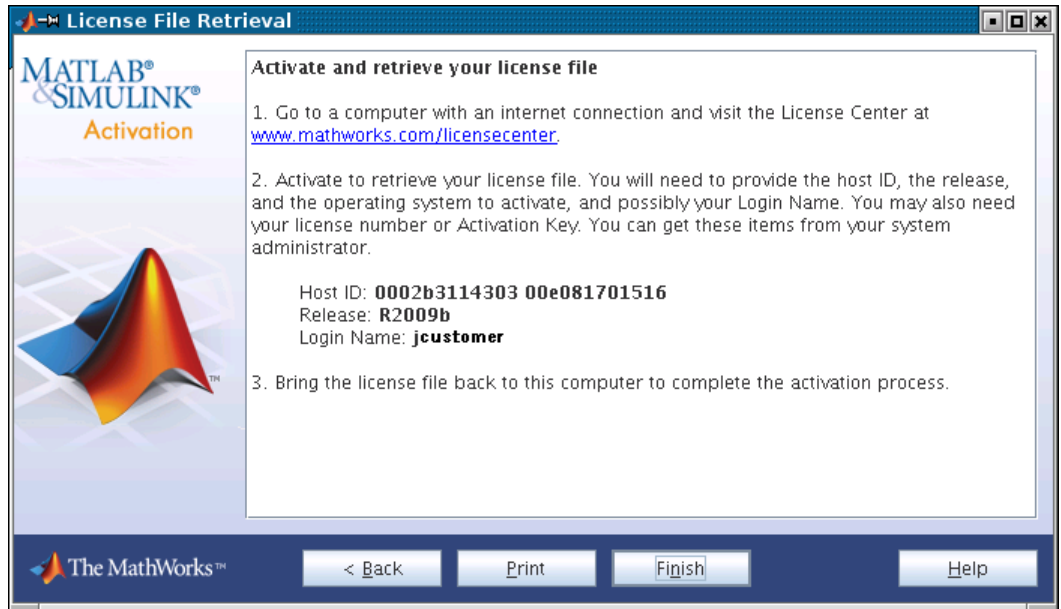 License File Retrieval
MATLAB®
&SIMULINK®
Activation
TM
Activate and retrieve your license file
1. Go to a computer with an internet connection and visit the License Center at
www.mathworks.com/licensecenter.
2. Activate to retrieve your license file. You will need to provide the host ID, the release,
and the operating system to activate, and possibly your Login Name. You may also need
your license number or Activation Key. You can get these items from your system
administrator.
Host ID: 0002b3114303 00e081701516
Release: R2009b
Login Name: jcustomer
3. Bring the license file back to this computer to complete the activation process.
The MathWorks™
< Back
Print
Finish
Help